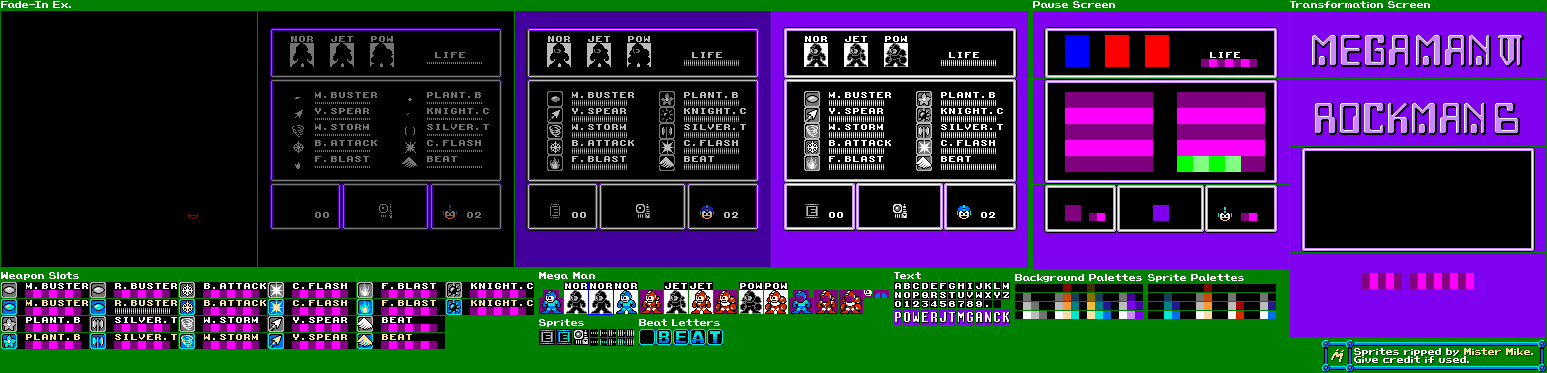 Fade-In Ex.
Pause Screen
Transformation Screen
NOR JET POW
LIFE
M.BUSTER PLANT.B
Y.SPEAR KNIGHT.C
W.STORM SILVER.T
B.ATTACK C.FLASH
F.BLAST BEAT
00 02
NOR JET POW
LIFE
M.BUSTER PLANT.B
Y.SPEAR KNIGHT.C
W.STORM SILVER.T
B.ATTACK C.FLASH
F.BLAST BEAT
00 02
NOR JET POW
LIFE
M.BUSTER PLANT.B
Y.SPEAR KNIGHT.C
W.STORM SILVER.T
B.ATTACK C.FLASH
F.BLAST BEAT
00 02
LIFE
MEGAMAN VI
ROCKMAN 6
Weapon Slots
M.BUSTER R.BUSTER B.ATTACK C.FLASH F.BLAST KNIGHT.C
M.BUSTER R.BUSTER B.ATTACK C.FLASH F.BLAST KNIGHT.C
PLANT.B SILVER.T W.STORM Y.SPEAR BEAT
PLANT.B SILVER.T W.STORM Y.SPEAR BEAT
Mega Man
NOR NOR NOR JET JET POW POW
Sprites
Beat Letters
BEAT
Text
ABCDEFGHIJKLM
NOPQRSTUVWXYZ
0123456789.
POWERJTMGANCK
Background Palettes
Sprite Palettes
Sprites ripped by Mister Mike.
Give credit if used.